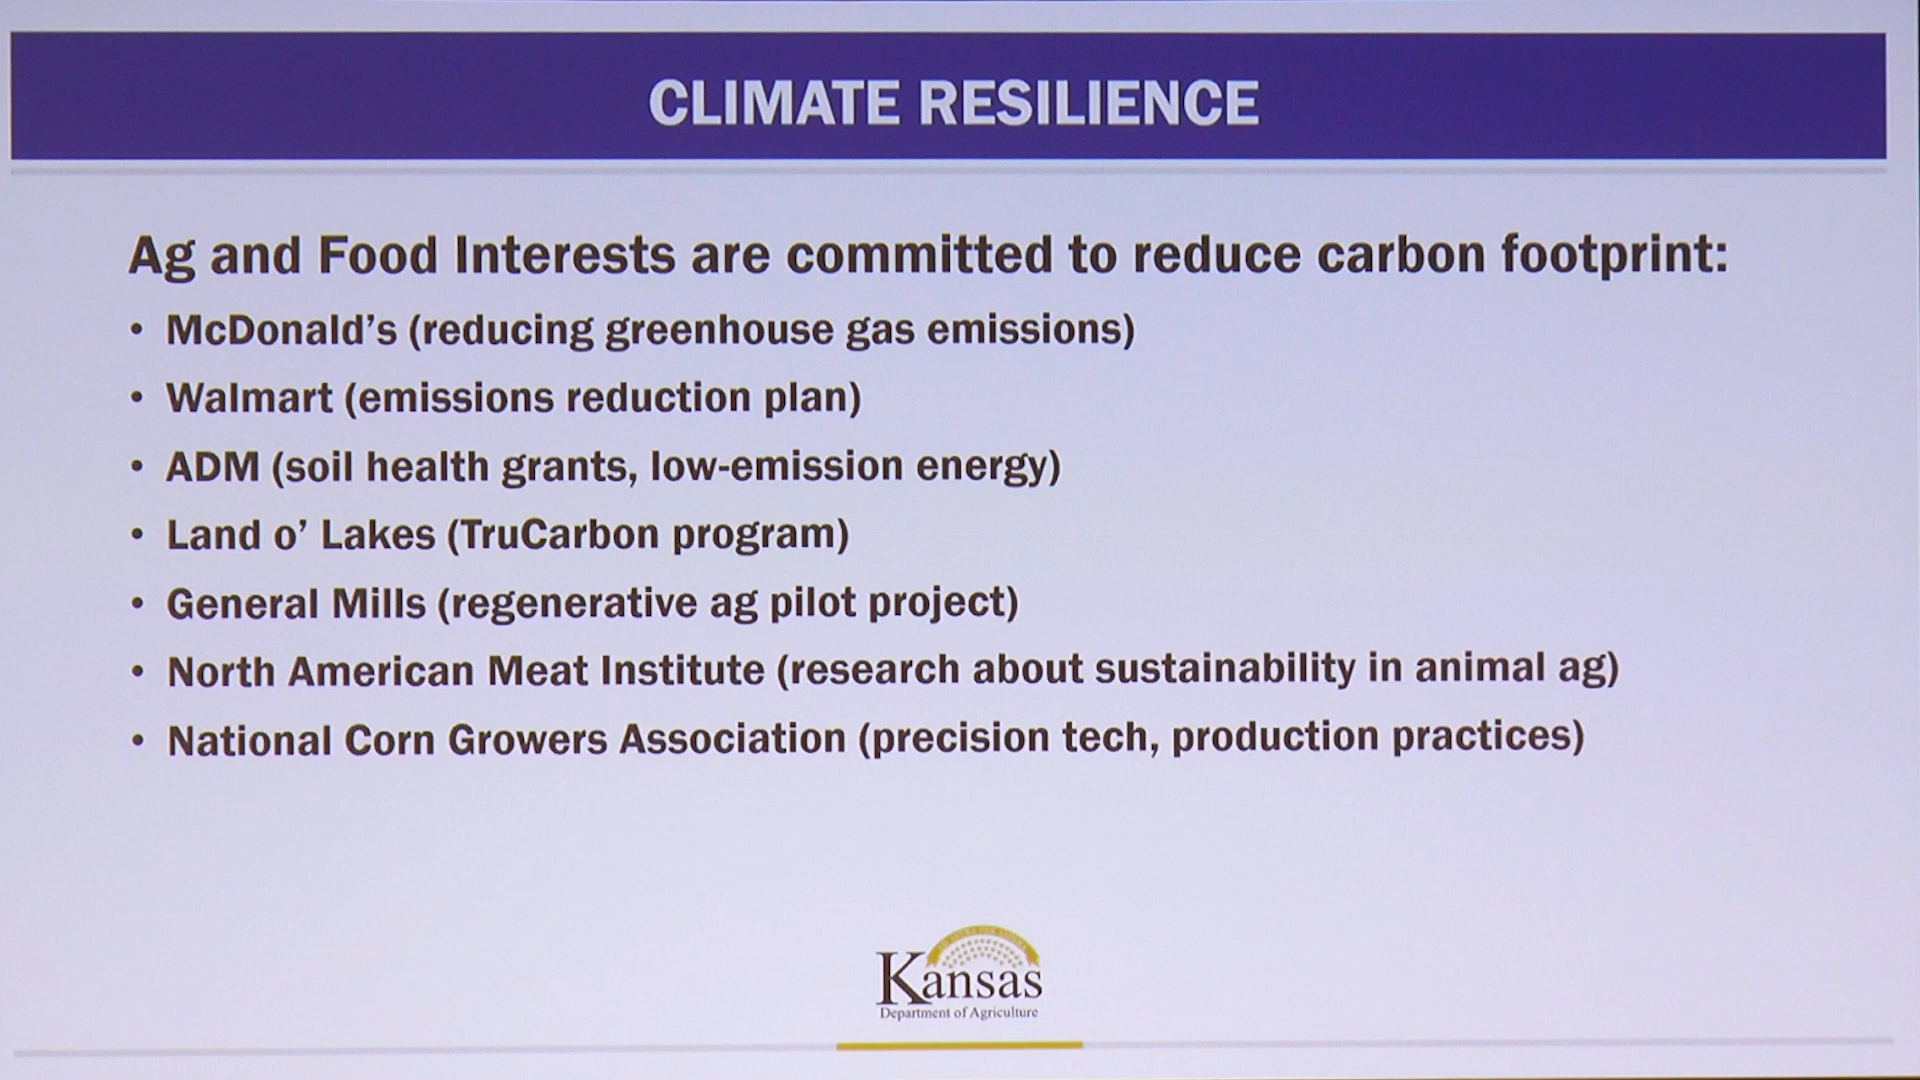 CLIMATE RESILIENCE
Ag and Food Interests are committed to reduce carbon footprint:
• McDonald’s (reducing greenhouse gas emissions)
• Walmart (emissions reduction plan)
• ADM (soil health grants, low-emission energy)
• Land o’ Lakes (TruCarbon program)
• General Mills (regenerative ag pilot project)
• North American Meat Institute (research about sustainability in animal ag)
• National Corn Growers Association (precision tech, production practices)
Kansas
Department of Agriculture